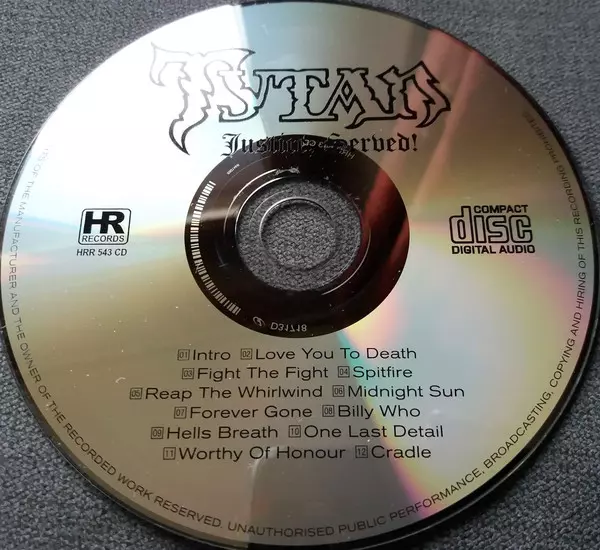 TYTAN
Justice: Served!
HR
RECORDS
HRR 543 CD
COMPACT
disc
DIGITAL AUDIO
D31718
01 Intro 02 Love You To Death
03 Fight The Fight 04 Spitfire
05 Reap The Whirlwind 06 Midnight Sun
07 Forever Gone 08 Billy Who
09 Hells Breath 10 One Last Detail
11 Worthy Of Honour 12 Cradle
OF THE MANUFACTURER AND THE OWNER OF THE RECORDED WORK RESERVED. UNAUTHORISED PUBLIC PERFORMANCE, BROADCASTING, COPYING AND HIRING OF THIS RECORDING PROHIBITED